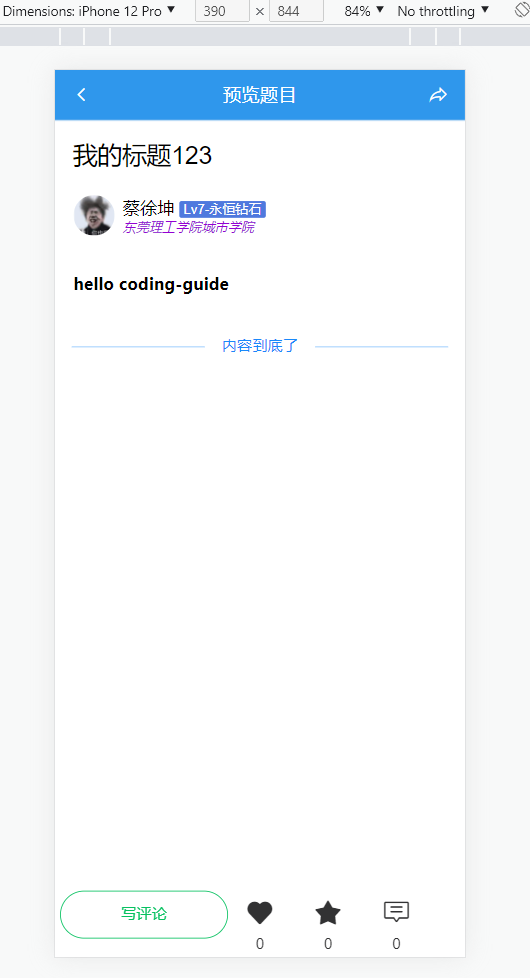 Dimensions: iPhone 12 Pro ▼ 390 × 844 84% ▼ No throttling ▼
预览题目
我的标题123
蔡徐坤 Lv7-永恒钻石
东莞理工学院城市学院
hello coding-guide
内容到底了
写评论
0 0 0